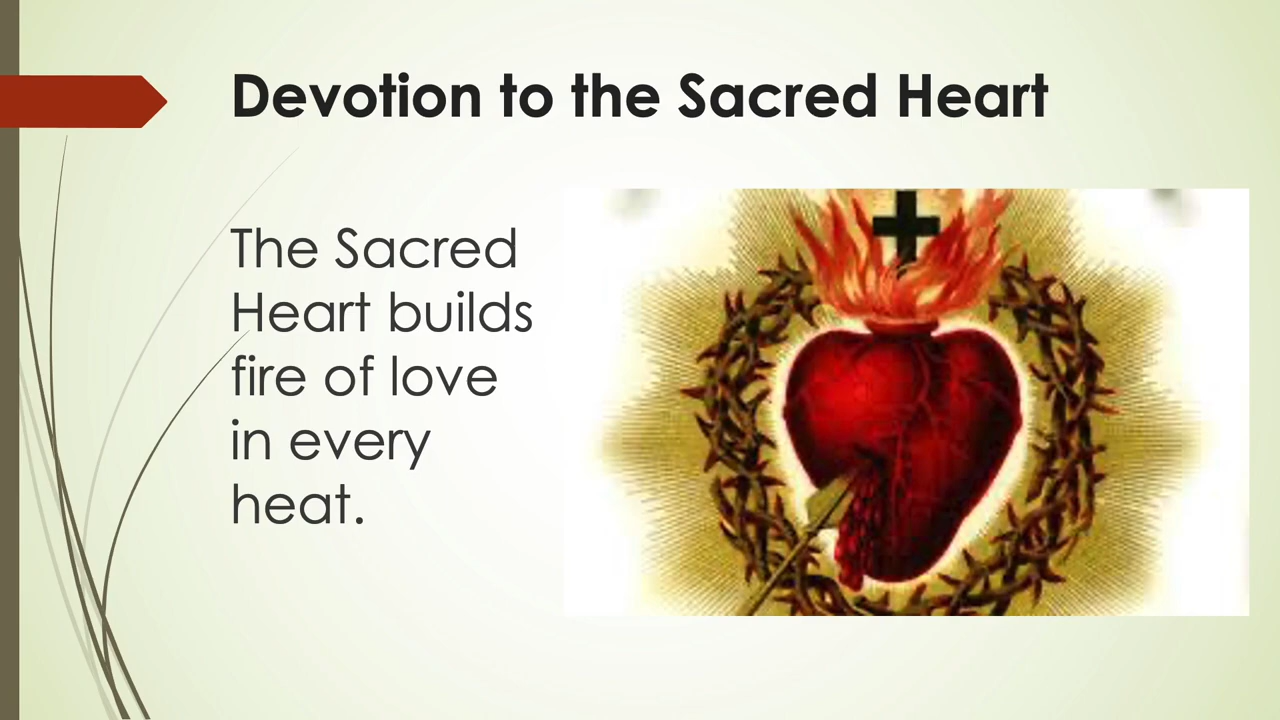 Devotion to the Sacred Heart
The Sacred
Heart builds
fire of love
in every
heat.